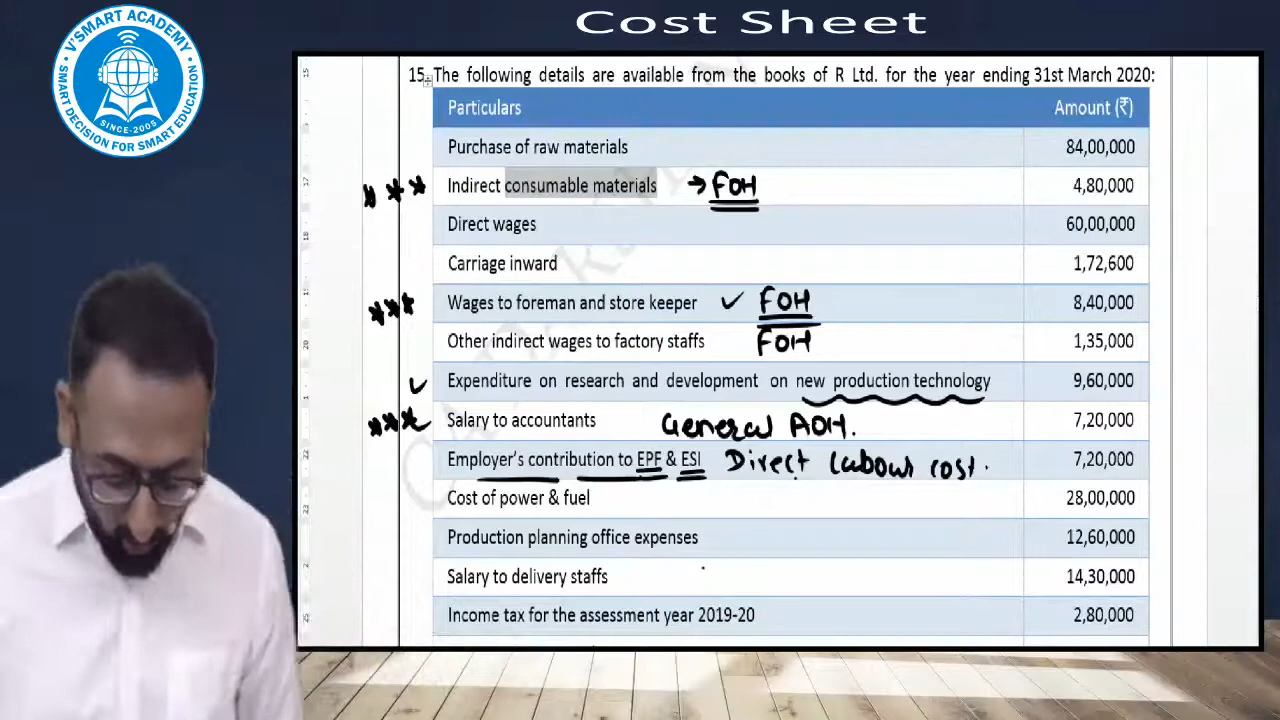 Cost Sheet
V'SMART ACADEMY
SINCE-2005
SMART DECISION FOR SMART EDUCATION
15. The following details are available from the books of R Ltd. for the year ending 31st March 2020:
Particulars Amount (₹)
Purchase of raw materials 84,00,000
Indirect consumable materials → FOH 4,80,000
Direct wages 60,00,000
Carriage inward 1,72,600
Wages to foreman and store keeper ✓ FOH 8,40,000
Other indirect wages to factory staffs FOH 1,35,000
Expenditure on research and development on new production technology 9,60,000
Salary to accountants General AOH. 7,20,000
Employer's contribution to EPF & ESI Direct labour cost. 7,20,000
Cost of power & fuel 28,00,000
Production planning office expenses 12,60,000
Salary to delivery staffs 14,30,000
Income tax for the assessment year 2019-20 2,80,000